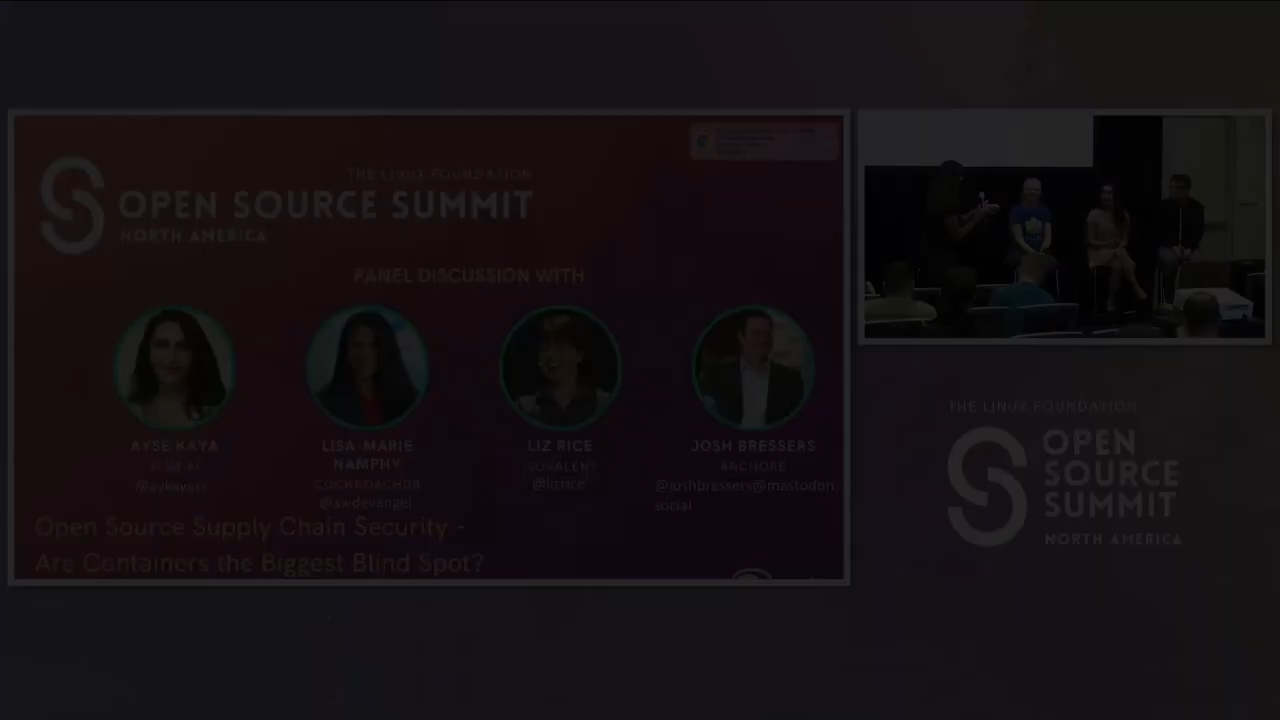 THE LINUX FOUNDATION
OPEN SOURCE SUMMIT
NORTH AMERICA
PANEL DISCUSSION WITH
AYSE KAYA
LISA-MARIE
NAMPHY
COCKROACHDB
@swdevangel
LIZ RICE
ISOVALENT
@lizrice
JOSH BRESSERS
ANCHORE
@joshbressers@mastodon.
social
Open Source Supply Chain Security -
Are Containers the Biggest Blind Spot?
THE LINUX FOUNDATION
OPEN
SOURCE
SUMMIT
NORTH AMERICA